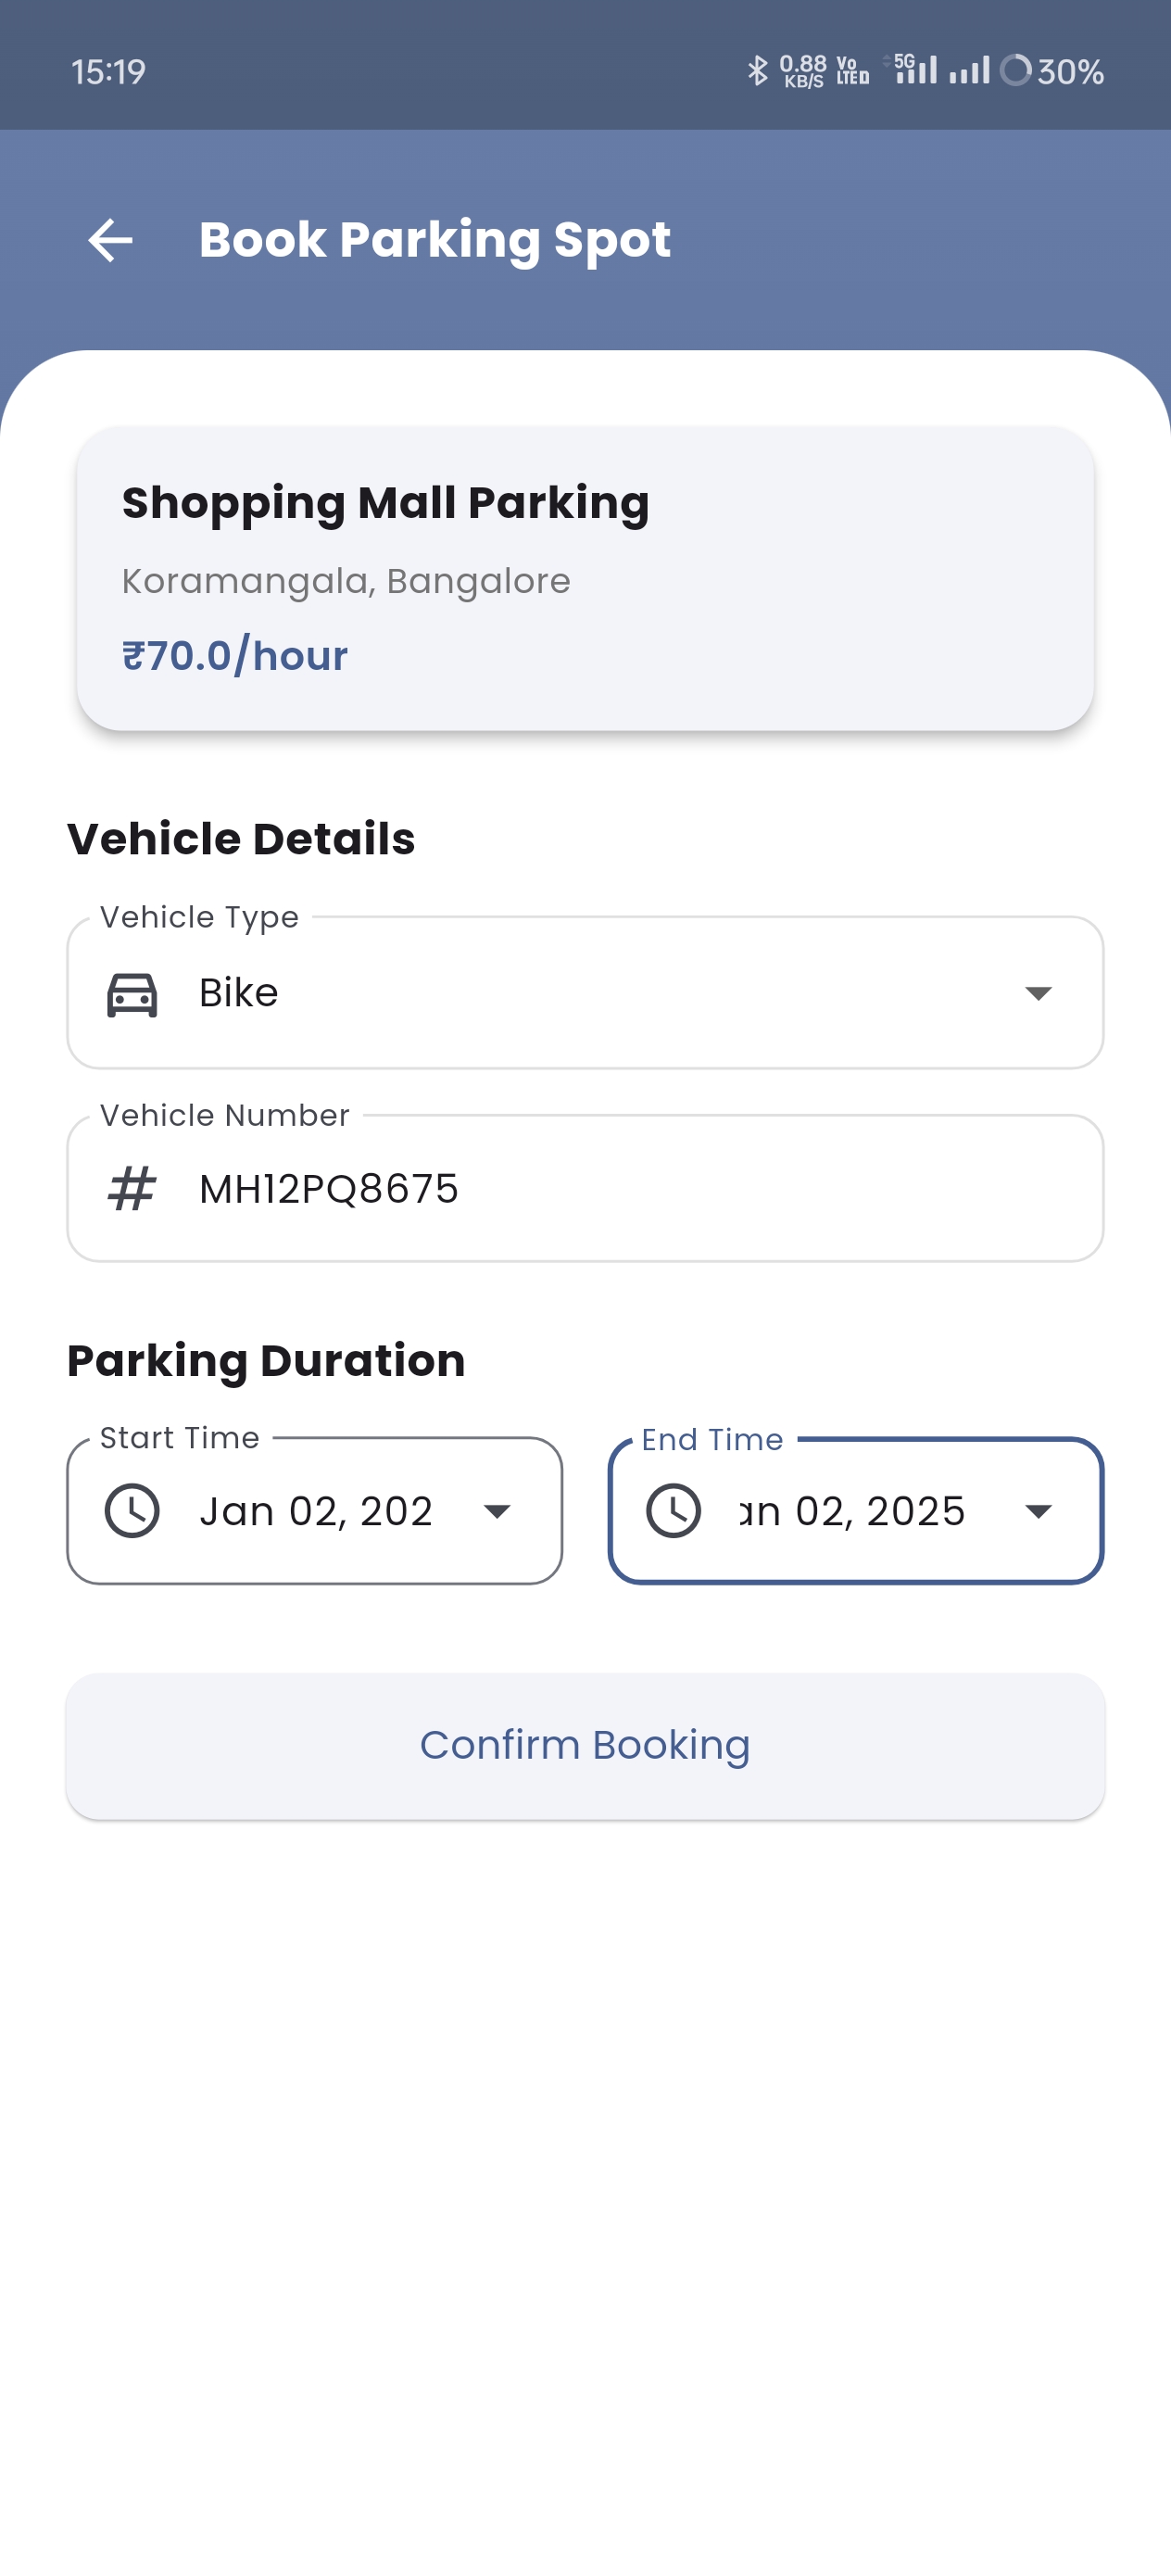 15:19
0.88 KB/S Vo LTE 5G 30%
Book Parking Spot
Shopping Mall Parking
Koramangala, Bangalore
₹70.0/hour
Vehicle Details
Vehicle Type
Bike
Vehicle Number
# MH12PQ8675
Parking Duration
Start Time End Time
Jan 02, 202 an 02, 2025
Confirm Booking